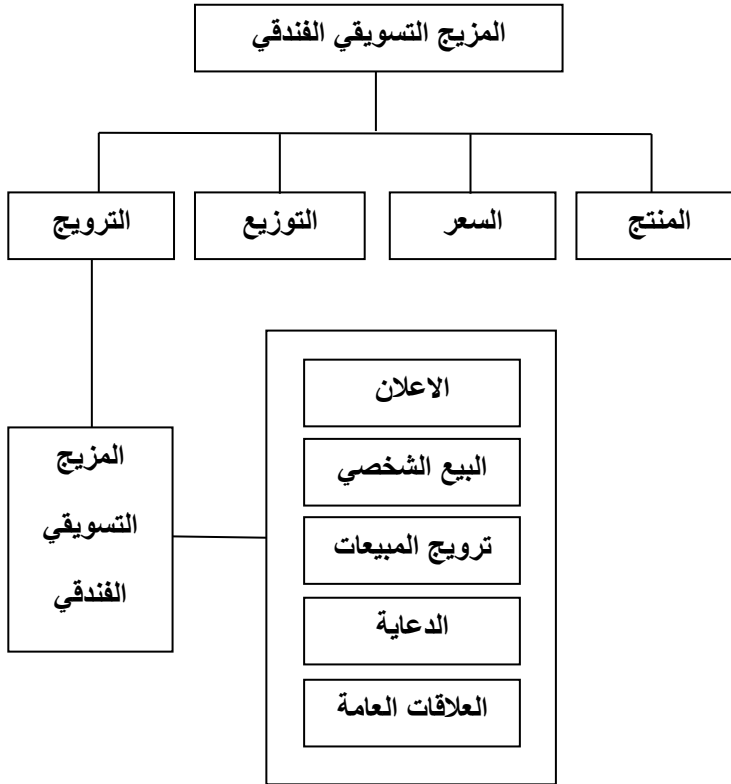 المزيج التسويقي الفندقي
المنتج
السعر
التوزيع
الترويج
المزيج
التسويقي
الفندقي
الاعلان
البيع الشخصي
ترويج المبيعات
الدعاية
العلاقات العامة